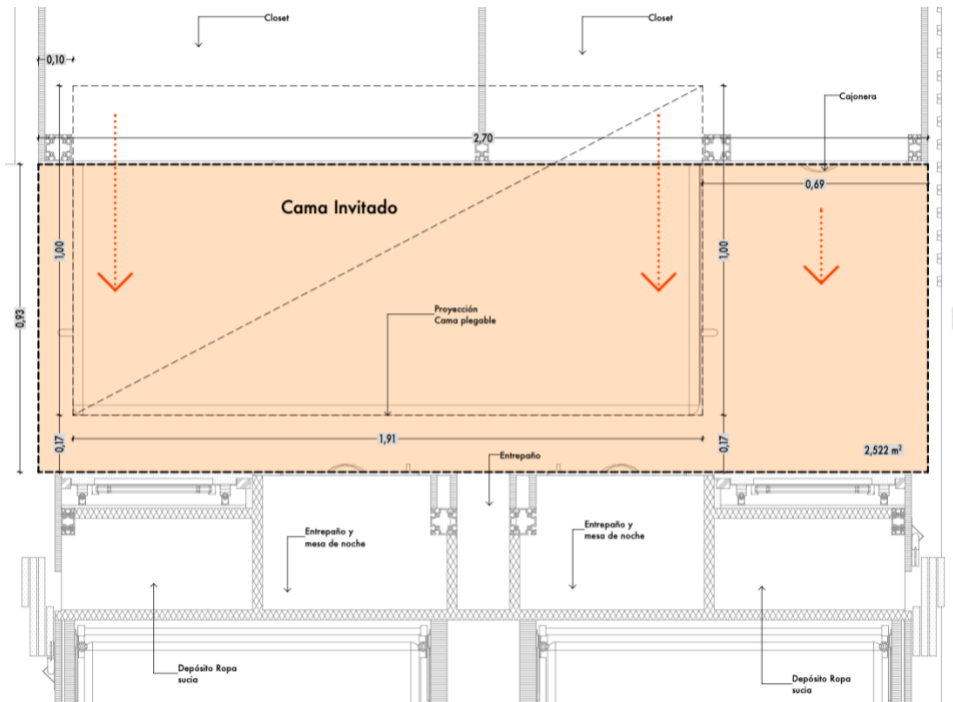 Closet
Closet
0,10
Cajonera
2,70
0,69
Cama Invitado
1,00
1,00
0,93
Proyección
Cama plegable
0,17
1,91
0,17
2,522 m²
Entrepaño
Entrepaño y
mesa de noche
Entrepaño y
mesa de noche
Depósito Ropa
sucia
Depósito Ropa
sucia